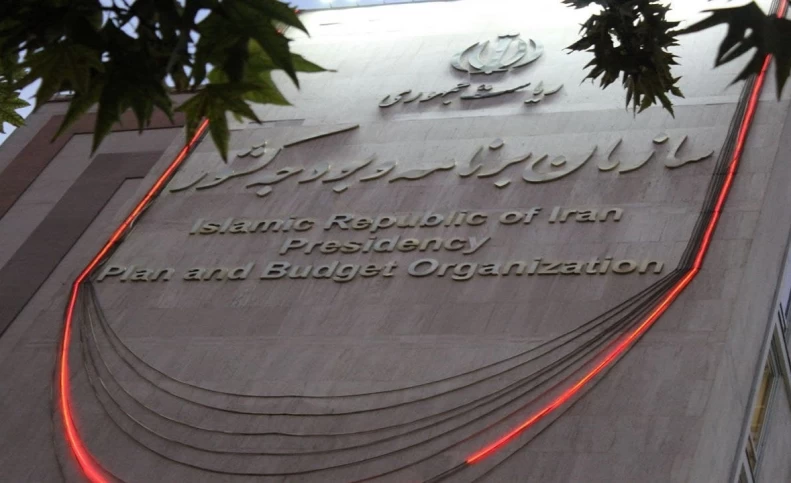 ریاست جمهوری
سازمان برنامه و بودجه کشور
Islamic Republic of Iran
Presidency
Plan and Budget Organization